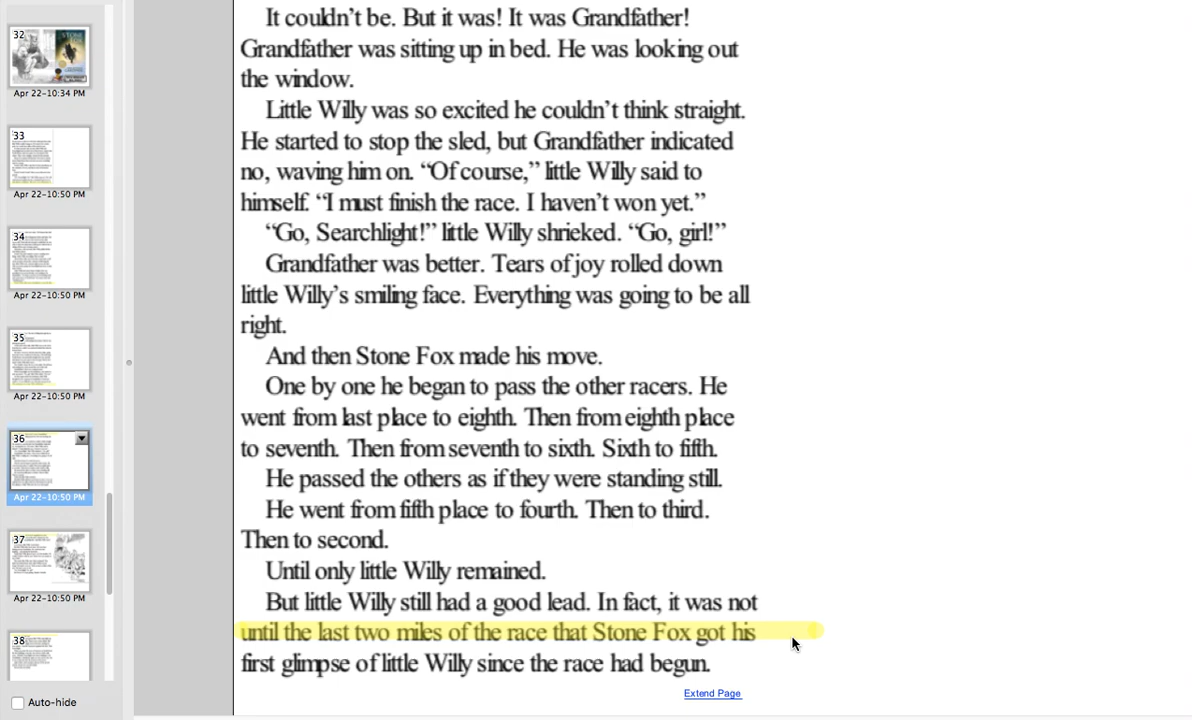 32
Apr 22-10:34 PM
33
Apr 22-10:50 PM
34
Apr 22-10:50 PM
35
Apr 22-10:50 PM
36
Apr 22-10:50 PM
37
Apr 22-10:50 PM
38
Auto-hide
It couldn’t be. But it was! It was Grandfather!
Grandfather was sitting up in bed. He was looking out
the window.
Little Willy was so excited he couldn’t think straight.
He started to stop the sled, but Grandfather indicated
no, waving him on. “Of course,” little Willy said to
himself. “I must finish the race. I haven’t won yet.”
“Go, Searchlight!” little Willy shrieked. “Go, girl!”
Grandfather was better. Tears of joy rolled down
little Willy’s smiling face. Everything was going to be all
right.
And then Stone Fox made his move.
One by one he began to pass the other racers. He
went from last place to eighth. Then from eighth place
to seventh. Then from seventh to sixth. Sixth to fifth.
He passed the others as if they were standing still.
He went from fifth place to fourth. Then to third.
Then to second.
Until only little Willy remained.
But little Willy still had a good lead. In fact, it was not
until the last two miles of the race that Stone Fox got his
first glimpse of little Willy since the race had begun.
Extend Page